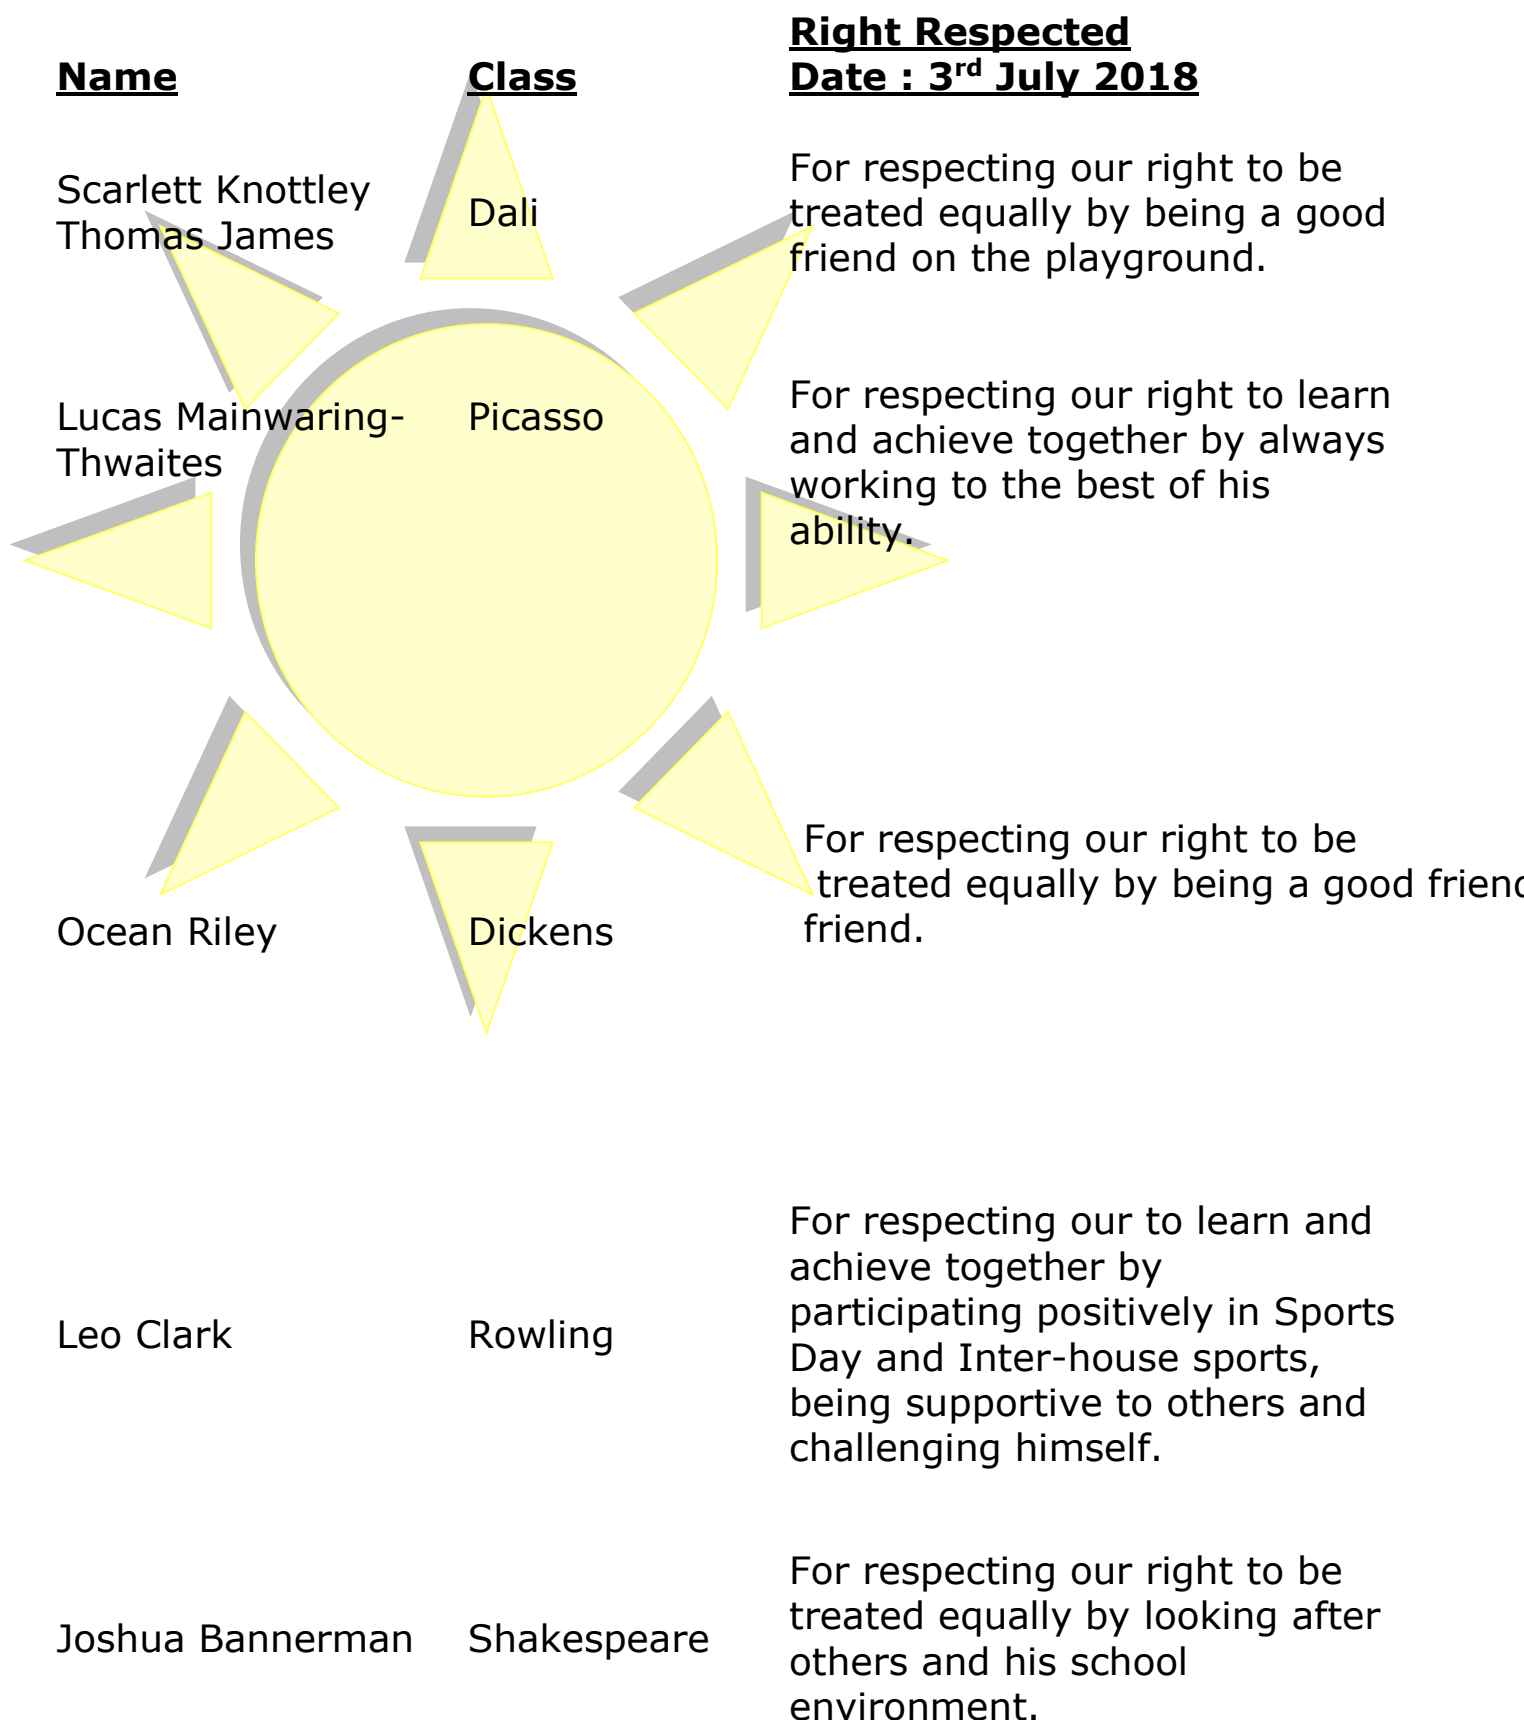 Right Respected
Name Class Date : 3rd July 2018
Scarlett Knottley
Thomas James
Dali
For respecting our right to be
treated equally by being a good
friend on the playground.
Lucas Mainwaring-
Thwaites
Picasso
For respecting our right to learn
and achieve together by always
working to the best of his
ability.
Ocean Riley
Dickens
For respecting our right to be
treated equally by being a good friend
friend.
Leo Clark
Rowling
For respecting our to learn and
achieve together by
participating positively in Sports
Day and Inter-house sports,
being supportive to others and
challenging himself.
Joshua Bannerman
Shakespeare
For respecting our right to be
treated equally by looking after
others and his school
environment.